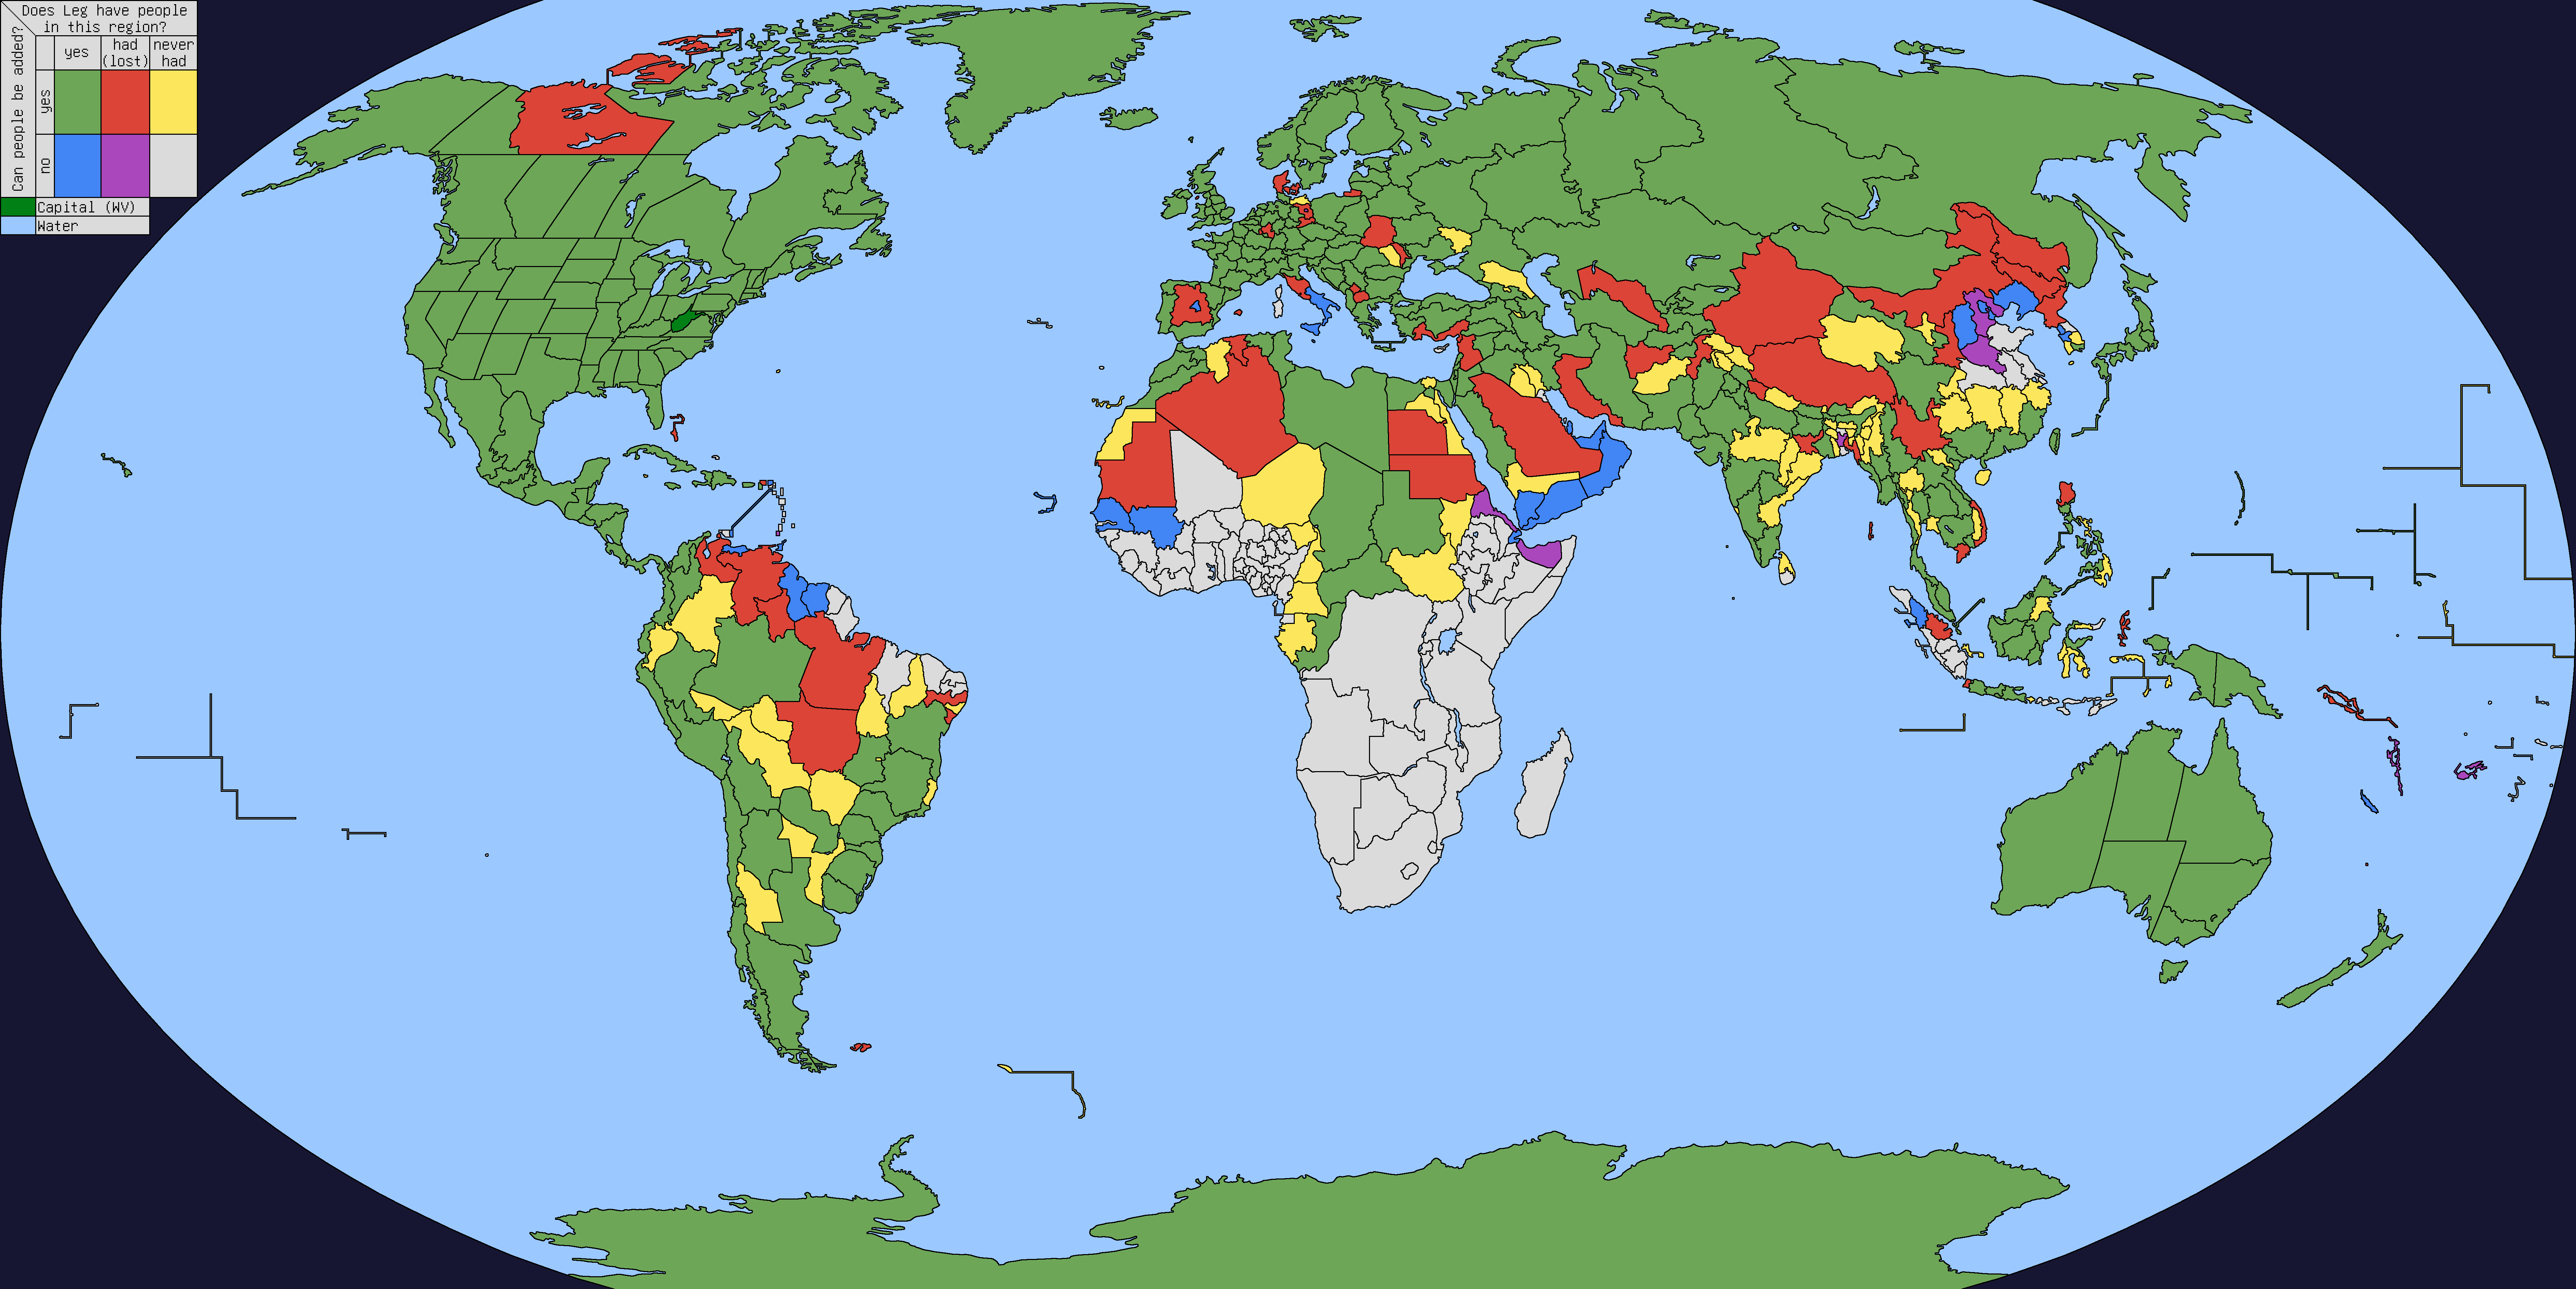 Does Leg have people
in this region?
Can people be added?
yes
had
(lost)
never
had
yes
no
Capital (WV)
Water